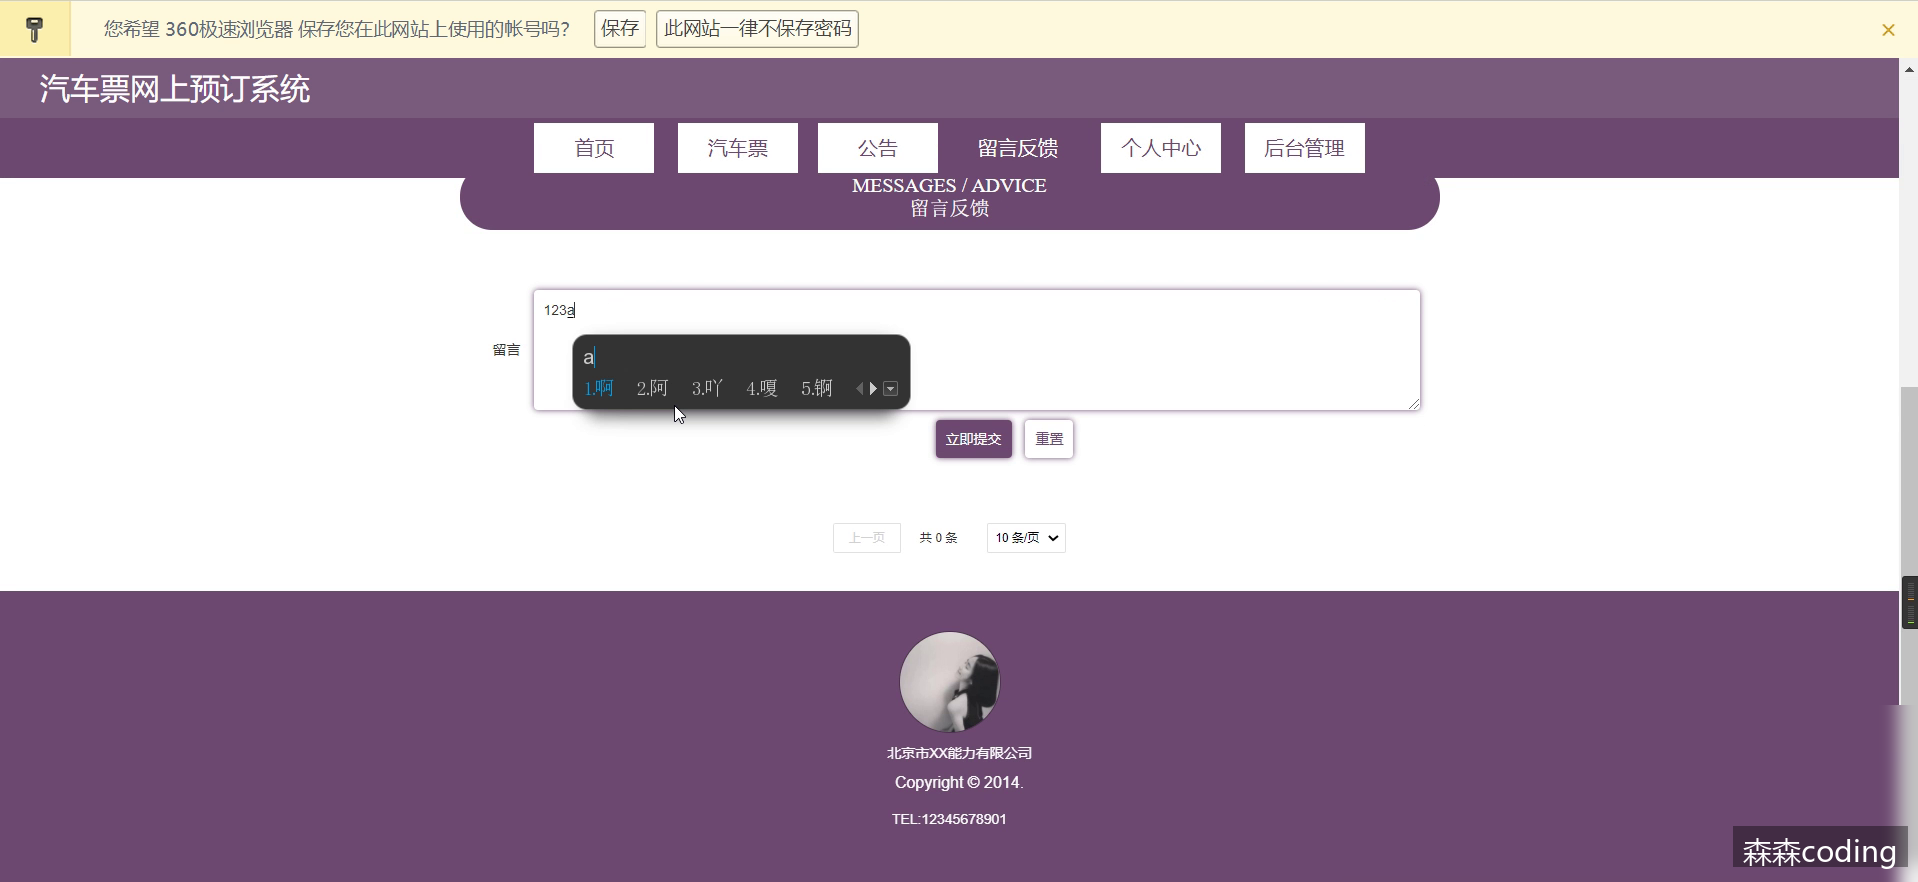 您希望 360极速浏览器 保存您在此网站上使用的帐号吗？ 保存 此网站一律不保存密码
汽车票网上预订系统
首页 汽车票 公告 留言反馈 个人中心 后台管理
MESSAGES / ADVICE
留言反馈
留言
123a
a
1.啊 2.阿 3.吖 4.嗄 5.锕
立即提交 重置
上一页 共 0 条 10 条/页
北京市XX能力有限公司
Copyright © 2014.
TEL:12345678901
森森coding